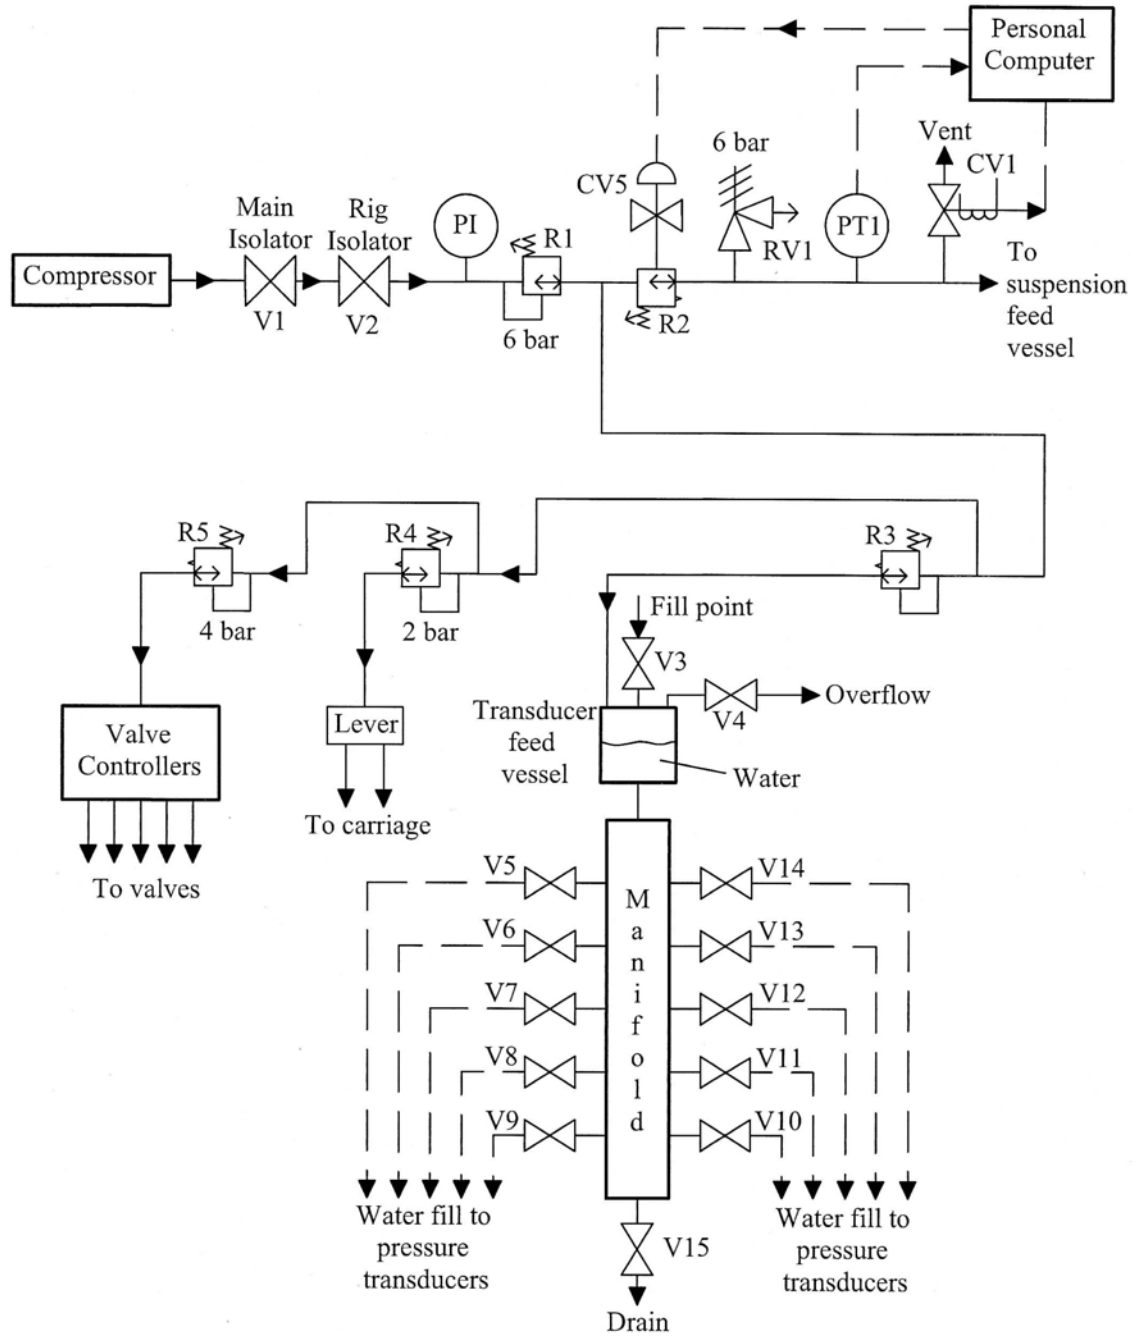 Personal
Computer
Vent
6 bar
CV1
CV5
Main
Isolator
Rig
Isolator
PI
R1
RV1
PT1
Compressor
V1
V2
6 bar
R2
To
suspension
feed
vessel
R5
R4
R3
4 bar
2 bar
Fill point
V3
Transducer
feed
vessel
V4
Overflow
Water
Valve
Controllers
Lever
To carriage
To valves
V5
V6
V7
V8
V9
Manifold
V14
V13
V12
V11
V10
Water fill to
pressure
transducers
Water fill to
pressure
transducers
V15
Drain